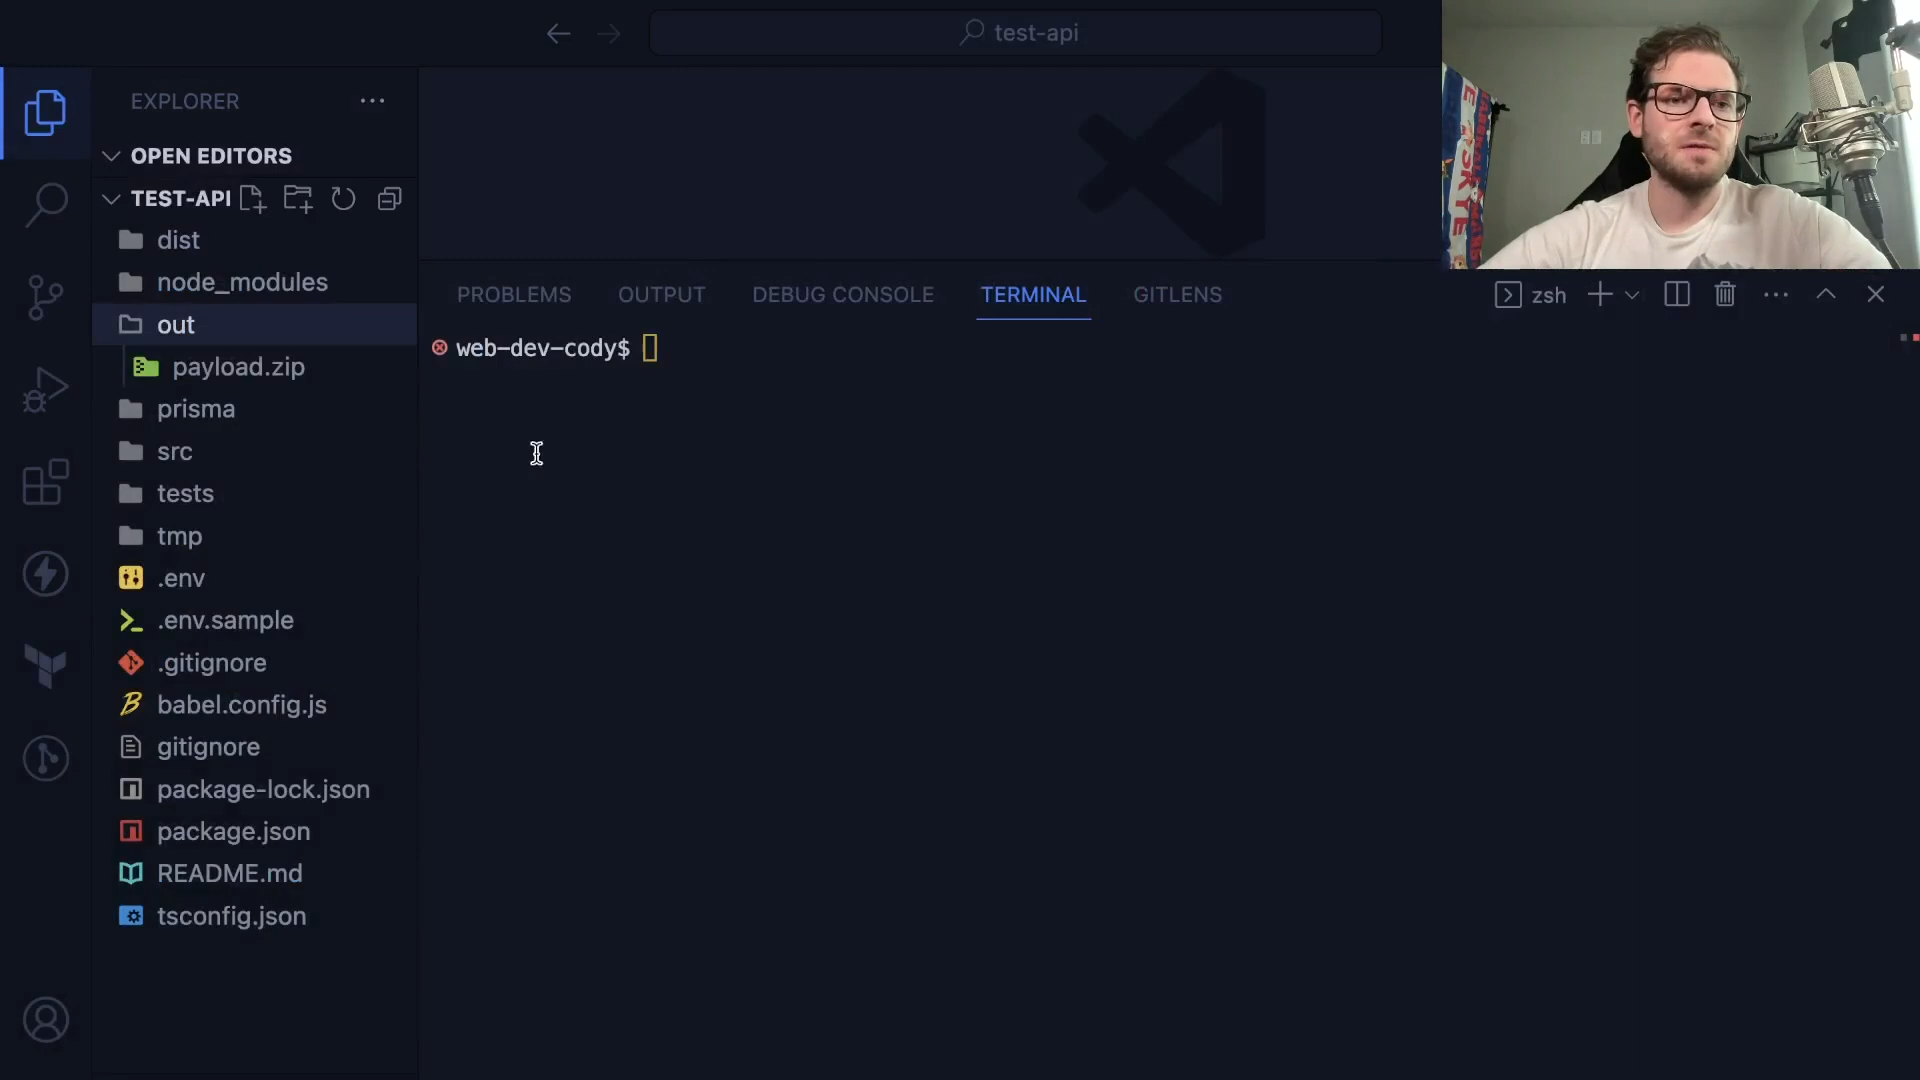 test-api
EXPLORER
OPEN EDITORS
TEST-API
dist
node_modules
out
payload.zip
prisma
src
tests
tmp
.env
.env.sample
.gitignore
babel.config.js
gitignore
package-lock.json
package.json
README.md
tsconfig.json
PROBLEMS
OUTPUT
DEBUG CONSOLE
TERMINAL
GITLENS
zsh
web-dev-cody$